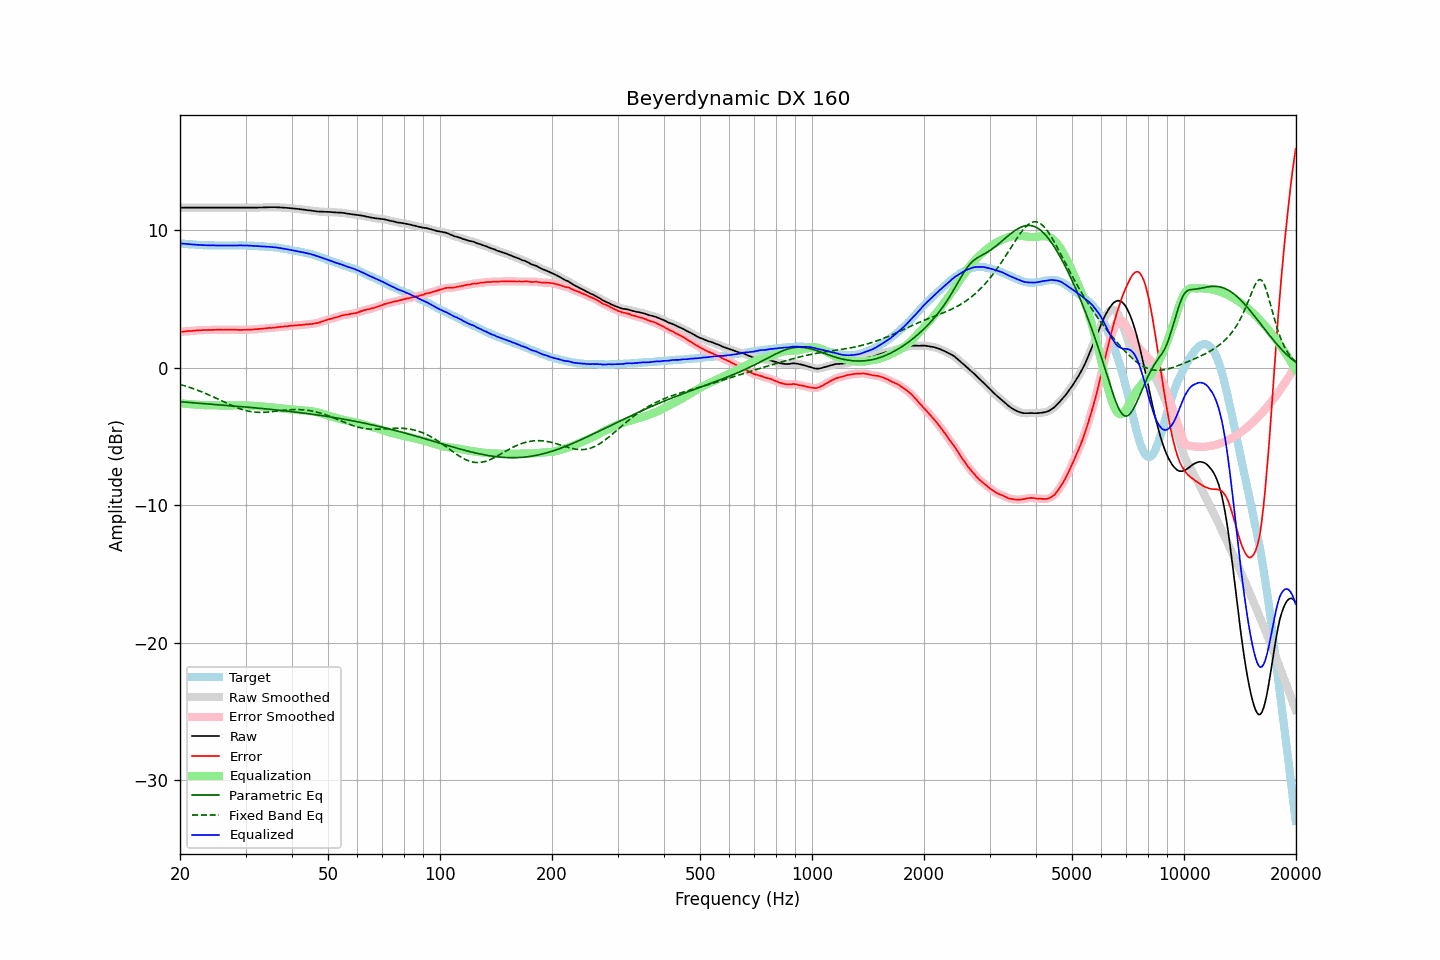 Beyerdynamic DX 160
Amplitude (dBr)
10
0
−10
−20
−30
Target
Raw Smoothed
Error Smoothed
Raw
Error
Equalization
Parametric Eq
Fixed Band Eq
Equalized
20 50 100 200 500 1000 2000 5000 10000 20000
Frequency (Hz)